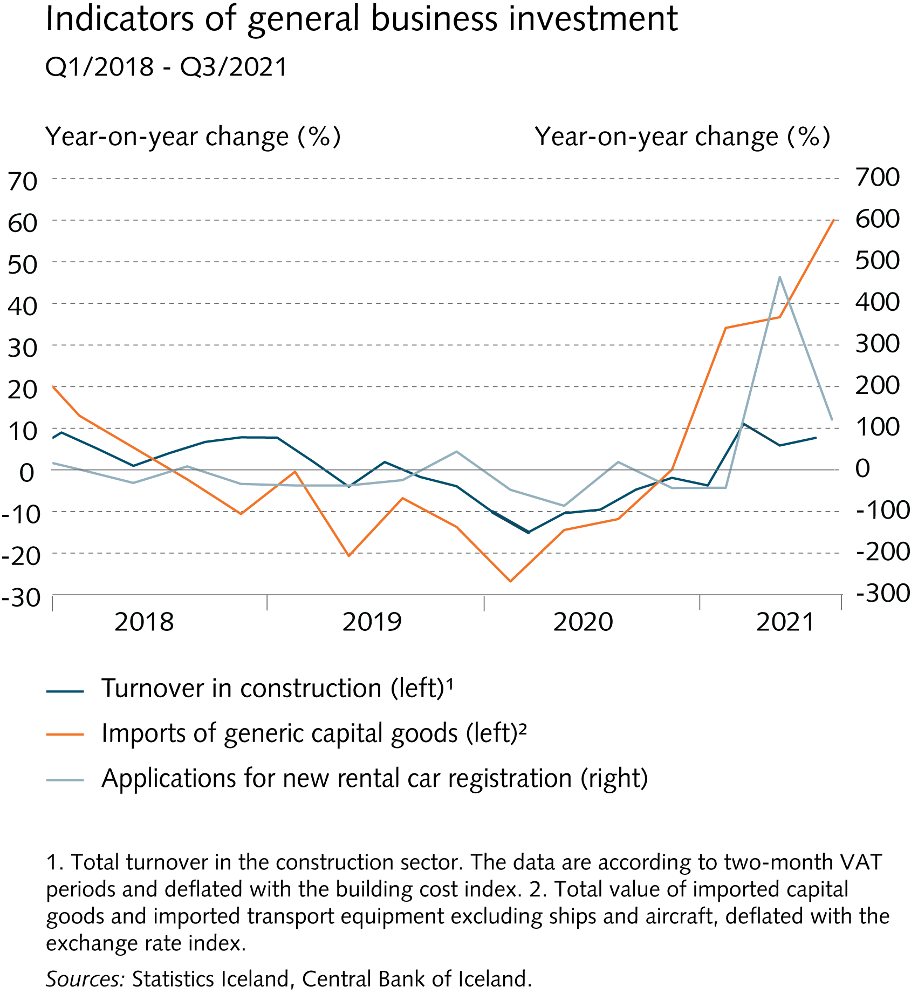 Indicators of general business investment
Q1/2018 - Q3/2021
Year-on-year change (%) Year-on-year change (%)
70 700
60 600
50 500
40 400
30 300
20 200
10 100
0 0
-10 -100
-20 -200
-30 -300
2018 2019 2020 2021
Turnover in construction (left)¹
Imports of generic capital goods (left)²
Applications for new rental car registration (right)
1. Total turnover in the construction sector. The data are according to two-month VAT
periods and deflated with the building cost index. 2. Total value of imported capital
goods and imported transport equipment excluding ships and aircraft, deflated with the
exchange rate index.
Sources: Statistics Iceland, Central Bank of Iceland.